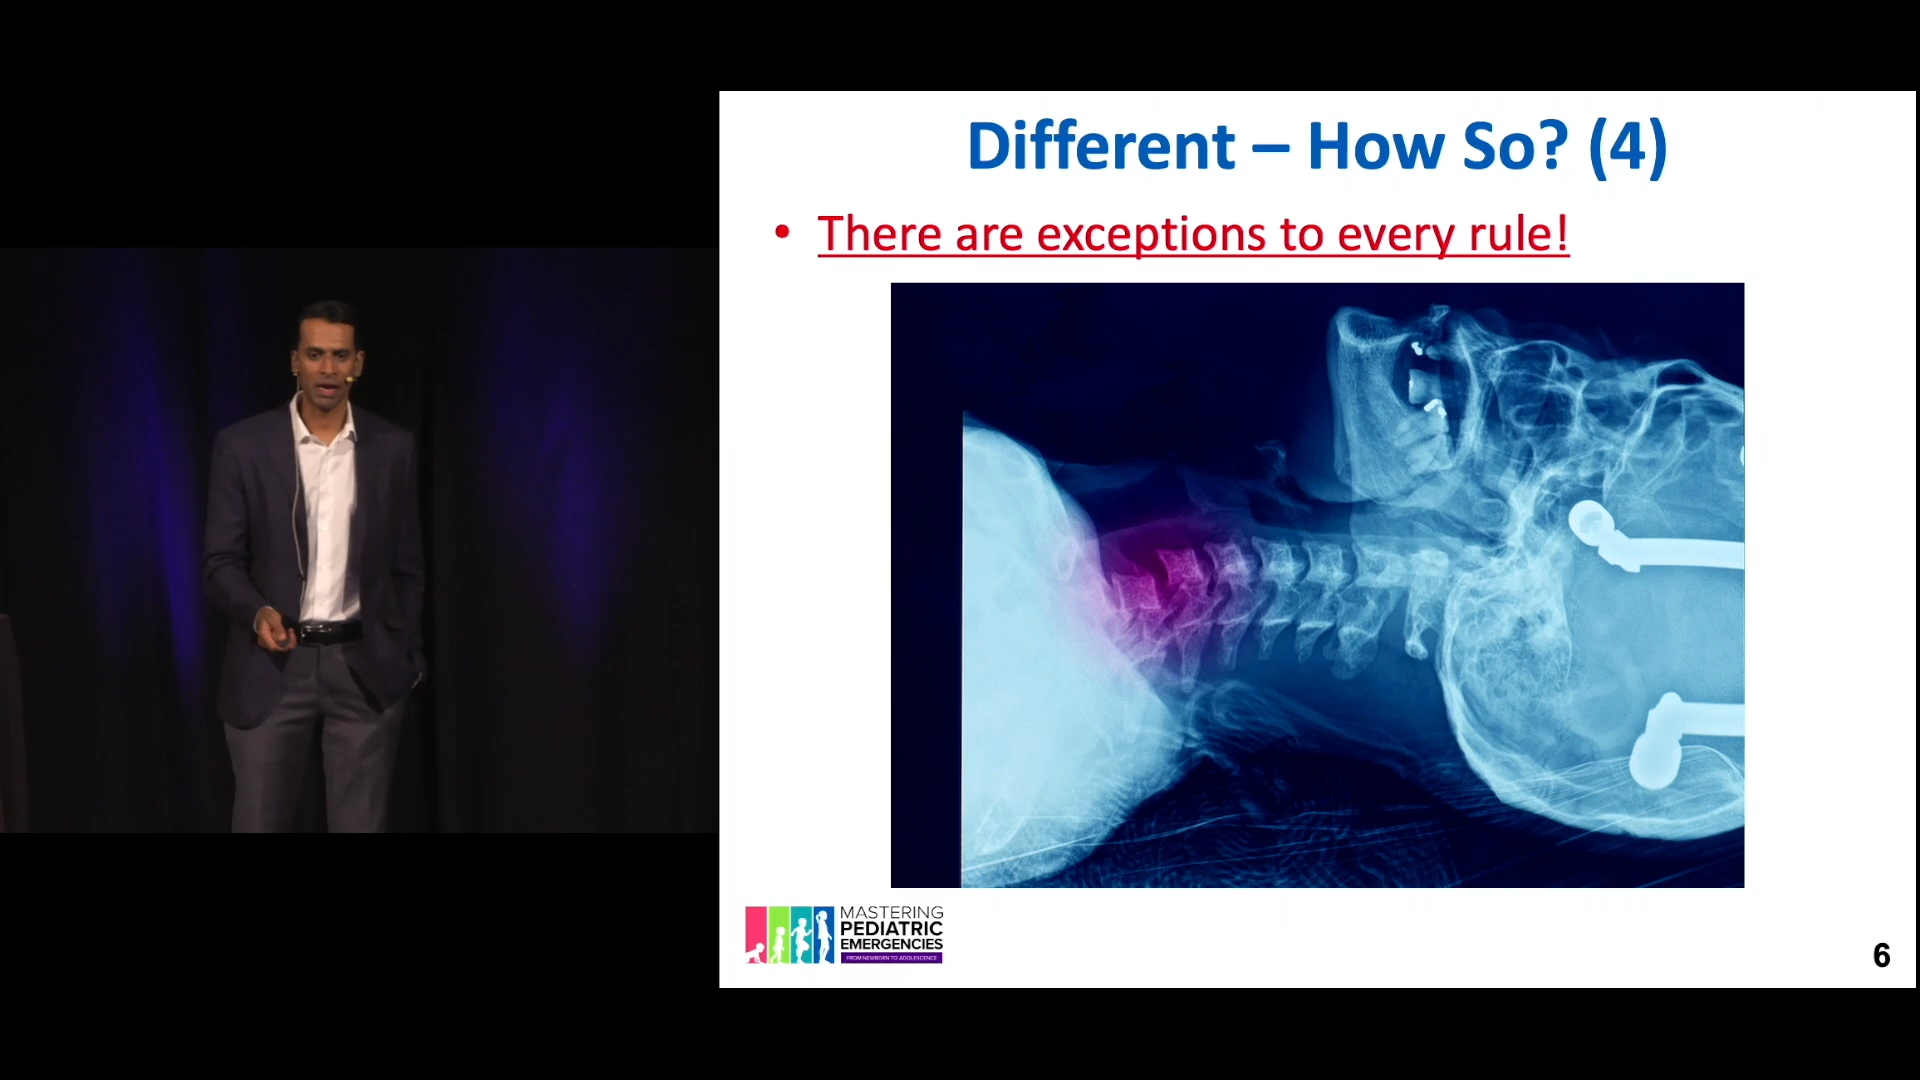 Different – How So? (4)
• There are exceptions to every rule!
MASTERING
PEDIATRIC
EMERGENCIES
FROM NEWBORN TO ADOLESCENCE
6